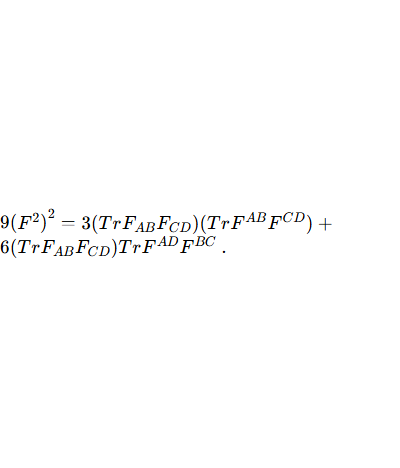 9(F²)² = 3(TrF_{AB}F_{CD})(TrF^{AB}F^{CD}) +
6(TrF_{AB}F_{CD})TrF^{AD}F^{BC} .